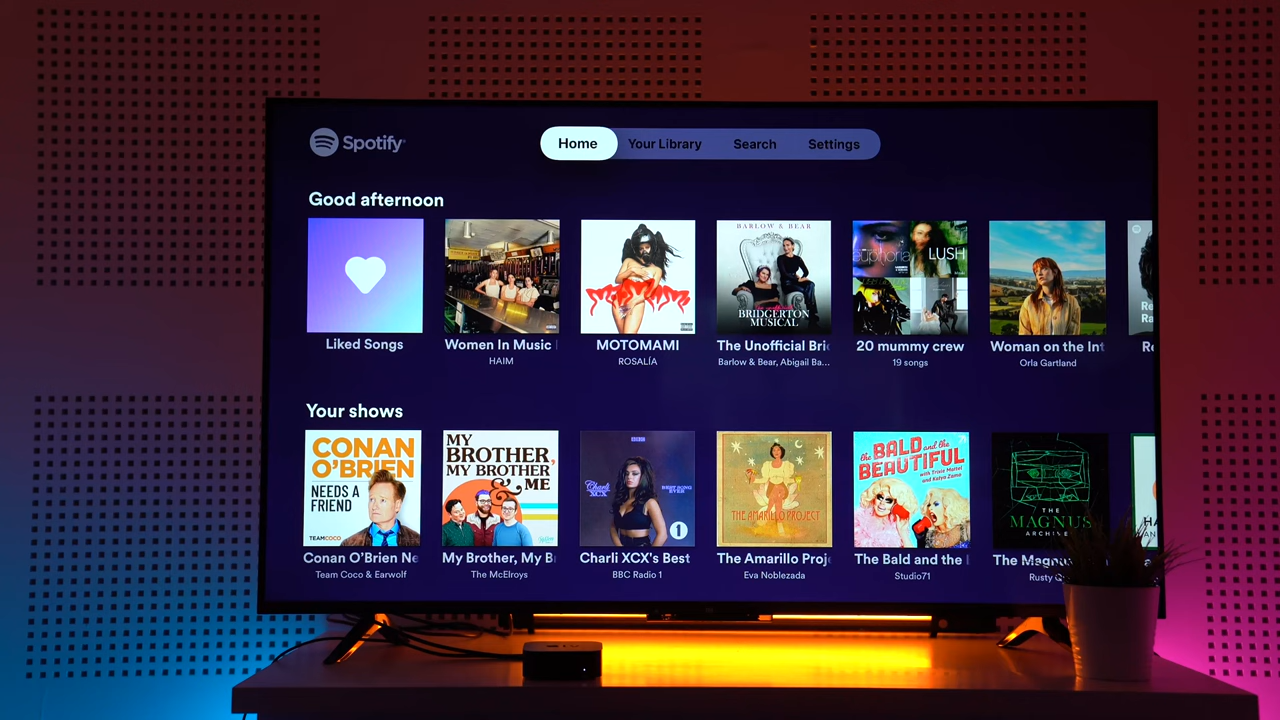 Spotify
Home
Your Library
Search
Settings
Good afternoon
euphoria
LUSH
BARLOW & BEAR
BRIDGERTON
MUSICAL
Liked Songs
Women In Music
MOTOMAMI
The Unofficial Bri
20 mummy crew
Woman on the Int
Re
HAIM
ROSALÍA
Barlow & Bear, Abigail Ba...
19 songs
Orla Gartland
Your shows
CONAN
O'BRIEN
NEEDS A
FRIEND
TEAMCOCO
MY
BROTHER,
MY BROTHER
& ME
BBC
Charli
XCX
BEST SONG
EVER
1
THE AMARILLO PROJECT
the BALD and the
BEAUTIFUL
with Trixie Mattel
and Katya Zamo
THE
MAGNUS
ARCHIVES
HA
Conan O'Brien Ne
My Brother, My B
Charli XCX's Best
The Amarillo Proj
The Bald and the
The Magnus
Team Coco & Earwolf
The McElroys
BBC Radio 1
Eva Noblezada
Studio71
Rusty Q